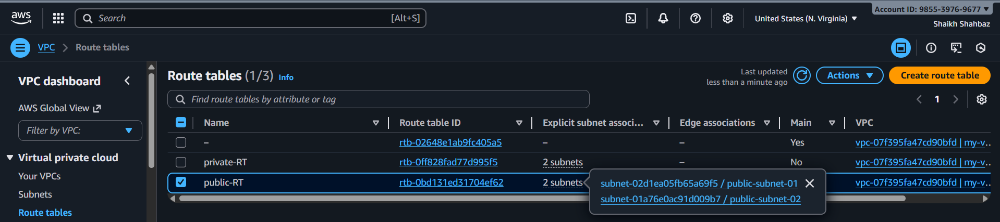 aws
Search [Alt+S]
United States (N. Virginia)
Account ID: 9855-3976-9677
Shaikh Shahbaz
VPC
Route tables
VPC dashboard
AWS Global View
Filter by VPC:
Virtual private cloud
Your VPCs
Subnets
Route tables
Route tables (1/3) Info
Last updated
less than a minute ago
Actions
Create route table
Find route tables by attribute or tag
1
Name Route table ID Explicit subnet associ... Edge associations Main VPC
– rtb-02648e1ab9fc405a5 – – Yes vpc-07f395fa47cd90bfd | my-v...
private-RT rtb-0ff828fad77d995f5 2 subnets – No vpc-07f395fa47cd90bfd | my-v...
public-RT rtb-0bd131ed31704ef62 2 subnets vpc-07f395fa47cd90bfd | my-v...
subnet-02d1ea05fb65a69f5 / public-subnet-01
subnet-01a76e0ac91d009b7 / public-subnet-02